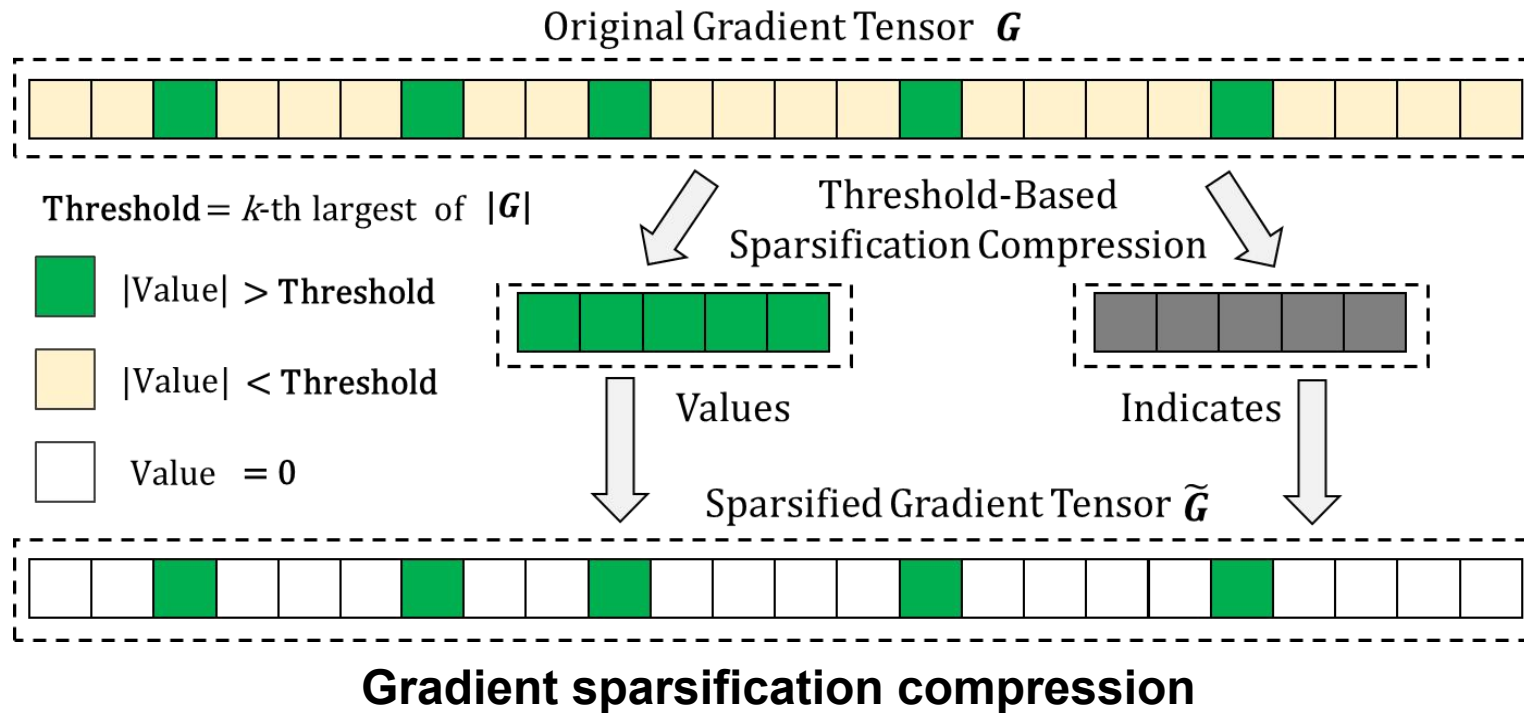 Original Gradient Tensor G
Threshold = k-th largest of |G|
Threshold-Based
Sparsification Compression
|Value| > Threshold
|Value| < Threshold
Value = 0
Values
Indicates
Sparsified Gradient Tensor G̃
Gradient sparsification compression